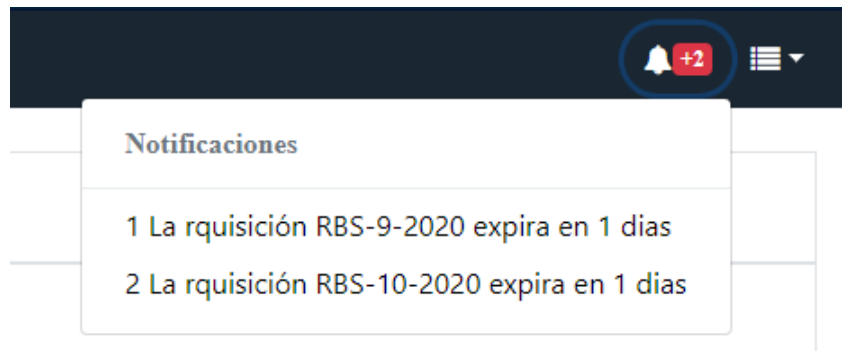 +2
Notificaciones
1 La rquisición RBS-9-2020 expira en 1 dias
2 La rquisición RBS-10-2020 expira en 1 dias